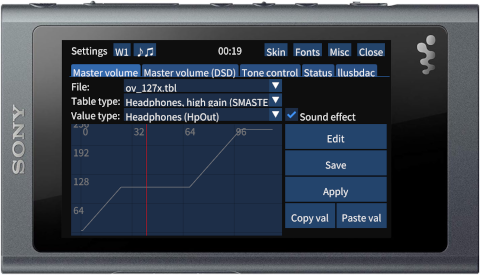 Settings W1 ♪♫ 00:19 Skin Fonts Misc Close
Master volume Master volume (DSD) Tone control Status llusbdac
File: ov_127x.tbl
Table type: Headphones, high gain (SMASTE
Value type: Headphones (HpOut) Sound effect
256
0 32 64 96
192
128
64
Edit
Save
Apply
Copy val Paste val
SONY